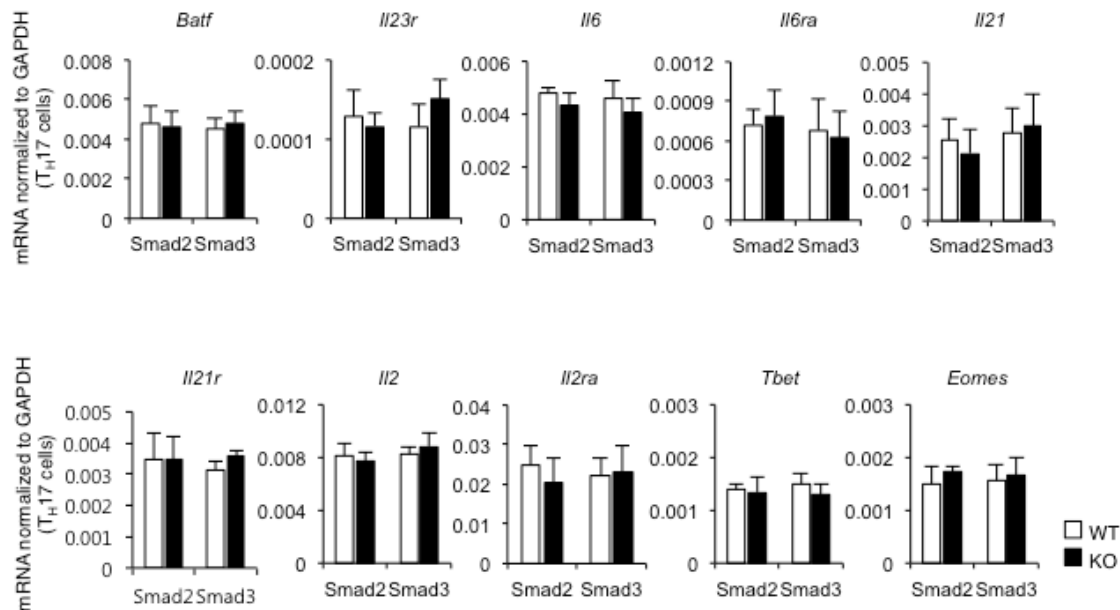 Batf
Il23r
Il6
Il6ra
Il21
mRNA normalized to GAPDH
(TH17 cells)
0.008
0.006
0.004
0.002
0
Smad2 Smad3
0.0002
0.0001
0
Smad2 Smad3
0.006
0.004
0.002
0
Smad2 Smad3
0.0012
0.0009
0.0006
0.0003
0
Smad2 Smad3
0.005
0.004
0.003
0.002
0.001
0
Smad2 Smad3
Il21r
Il2
Il2ra
Tbet
Eomes
mRNA normalized to GAPDH
(TH17 cells)
0.005
0.004
0.003
0.002
0.001
0
Smad2 Smad3
0.012
0.008
0.004
0
Smad2 Smad3
0.04
0.03
0.02
0.01
0
Smad2 Smad3
0.003
0.002
0.001
0
Smad2 Smad3
0.003
0.002
0.001
0
Smad2 Smad3
WT
KO